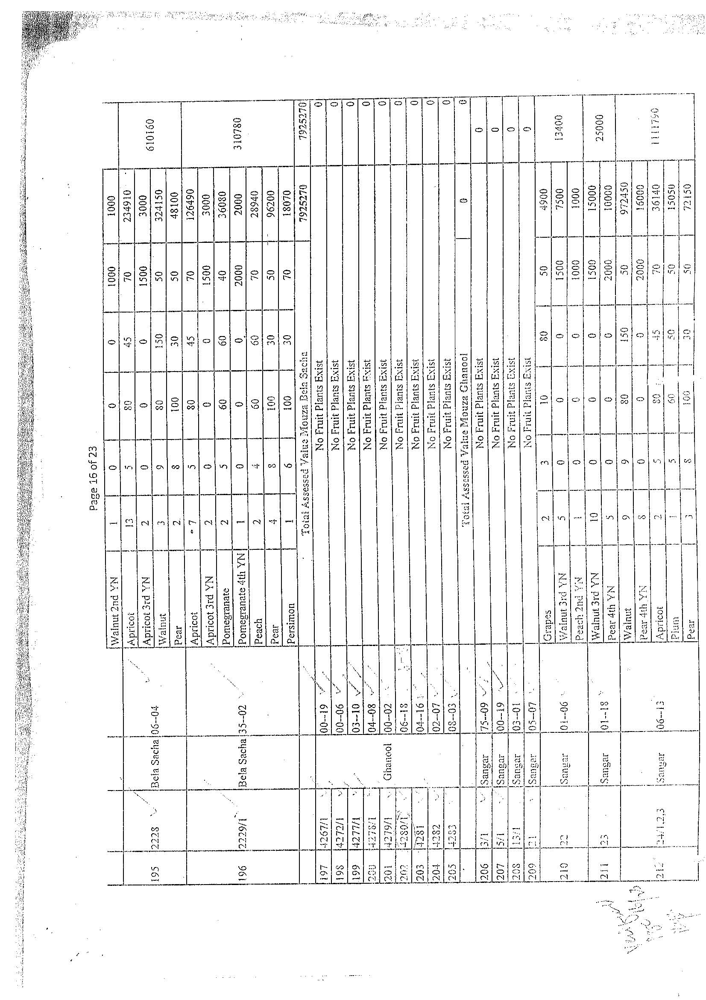 Page 16 of 23
Walnut 2nd YN 1 0 0 0 1000 1000
195 2228 Bela Sacha 06--04 Apricot 13 5 80 45 70 234910 610160
Apricot 3rd YN 2 0 0 0 1500 3000
Walnut 3 9 80 150 50 324150
Pear 2 8 100 30 50 48100
196 2229/1 Bela Sacha 35--02 Apricot 7 5 80 45 70 126490 310780
Apricot 3rd YN 2 0 0 0 1500 3000
Pomegranate 2 5 60 60 40 36080
Pomegranate 4th YN 1 0 0 0 2000 2000
Peach 2 4 60 60 70 28940
Pear 4 8 100 30 50 96200
Persimon 1 6 100 30 70 18070
Total Assessed Value Mouza Bela Sacha 7925270 7925270
197 4267/1 Ghanool 00--19 No Fruit Plants Exist 0
198 4272/1 00--06 No Fruit Plants Exist 0
199 4277/1 03--10 No Fruit Plants Exist 0
200 4278/1 04--08 No Fruit Plants Exist 0
201 4279/1 00--02 No Fruit Plants Exist 0
202 4280/1 06--18 No Fruit Plants Exist 0
203 4281 04--16 No Fruit Plants Exist 0
204 4282 02--07 No Fruit Plants Exist 0
205 4283 08--03 No Fruit Plants Exist 0
Total Assessed Value Mouza Ghanool 0 0
206 3/1 Sangar 75--09 No Fruit Plants Exist 0
207 5/1 Sangar 00--19 No Fruit Plants Exist 0
208 13/1 Sangar 03--01 No Fruit Plants Exist 0
209 21 Sangar 05--07 No Fruit Plants Exist 0
210 22 Sangar 01--06 Grapes 2 3 10 80 50 4900 13400
Walnut 3rd YN 5 0 0 0 1500 7500
Peach 2nd YN 1 0 0 0 1000 1000
211 23 Sangar 01--18 Walnut 3rd YN 10 0 0 0 1500 15000 25000
Pear 4th YN 5 0 0 0 2000 10000
212 24/1,2,3 Sangar 06--13 Walnut 9 9 80 150 50 972450 1111790
Pear 4th YN 8 0 0 0 2000 16000
Apricot 2 5 80 45 70 36140
Plum 1 5 60 50 50 15050
Pear 3 8 100 30 50 72150